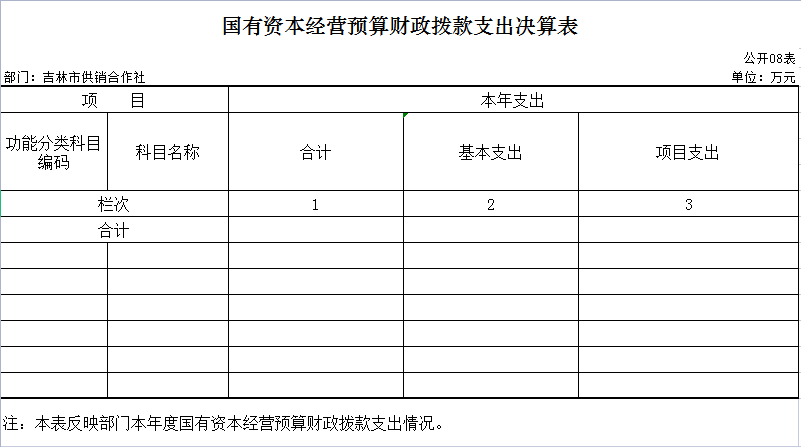 国有资本经营预算财政拨款支出决算表
公开08表
部门：吉林市供销合作社 单位：万元
项 目 本年支出
功能分类科目
编码 科目名称 合计 基本支出 项目支出
栏次 1 2 3
合计
注：本表反映部门本年度国有资本经营预算财政拨款支出情况。